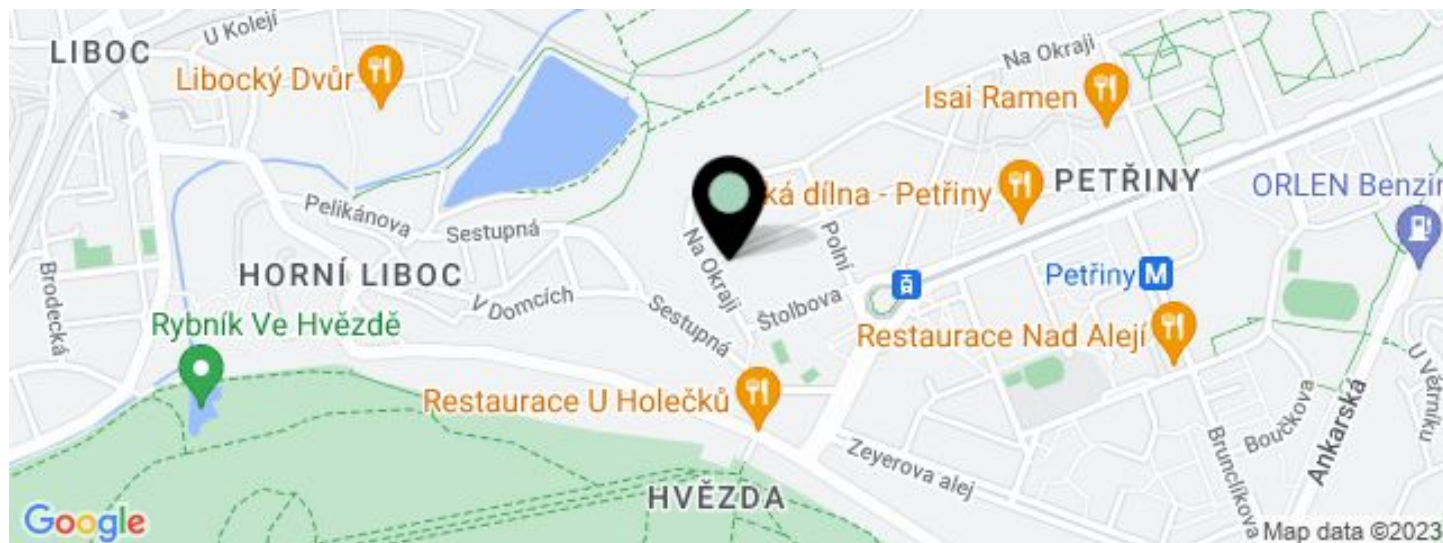 LIBOC
U Kolejí
Libocký Dvůr
Na Okraji
Isai Ramen
PETŘINY
ká dílna - Petřiny
ORLEN Benzin
Pelikánova
Sestupná
Na Okraji
Polní
Brodecká
HORNÍ LIBOC
V Domcích
Sestupná
Štolbova
Petřiny M
Rybník Ve Hvězdě
Restaurace Nad Alejí
Restaurace U Holečků
U Větrníku
Boučkova
Ankarská
Brunclíkova
Zeyerova alej
HVĚZDA
Google
Map data ©2023